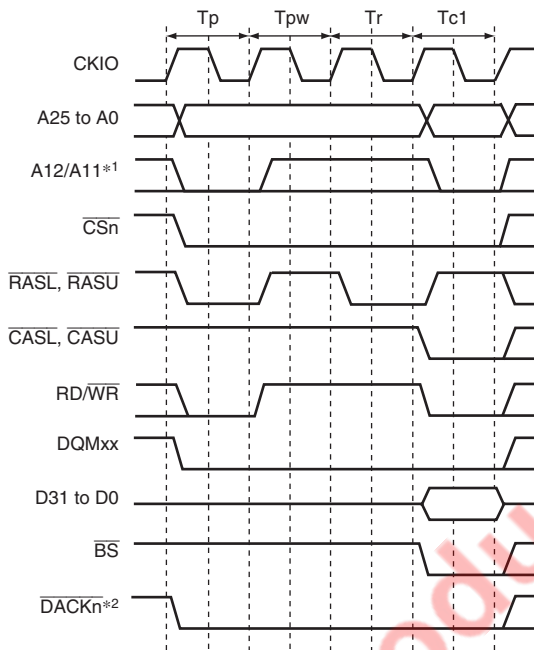 Tp Tpw Tr Tc1
CKIO
A25 to A0
A12/A11*1
CSn
RASL, RASU
CASL, CASU
RD/WR
DQMxx
D31 to D0
BS
DACKn*2